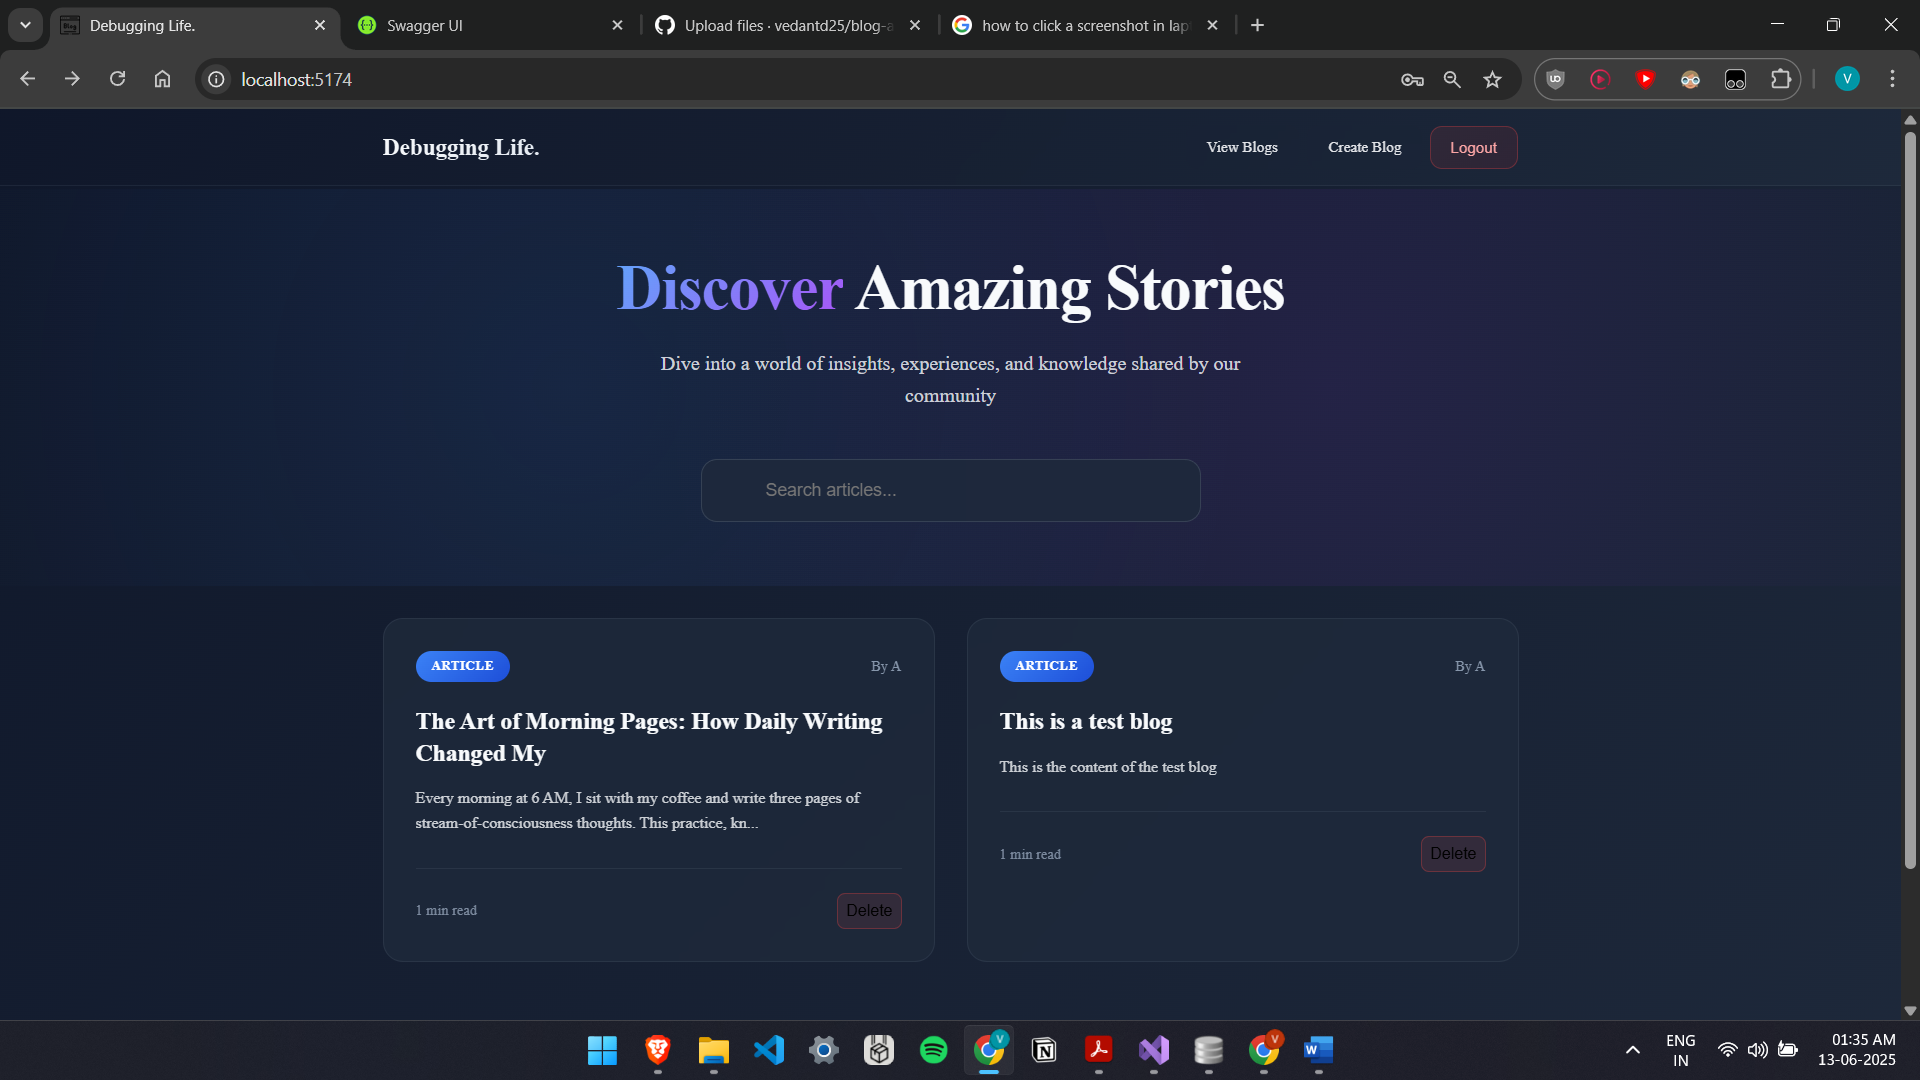 Debugging Life.
Swagger UI
Upload files · vedantd25/blog-a
how to click a screenshot in lap
localhost:5174
V
Debugging Life.
View Blogs
Create Blog
Logout
Discover Amazing Stories
Dive into a world of insights, experiences, and knowledge shared by our
community
Search articles...
ARTICLE
By A
The Art of Morning Pages: How Daily Writing
Changed My
Every morning at 6 AM, I sit with my coffee and write three pages of
stream-of-consciousness thoughts. This practice, kn...
1 min read
Delete
ARTICLE
By A
This is a test blog
This is the content of the test blog
1 min read
Delete
V
V
ENG
IN
01:35 AM
13-06-2025